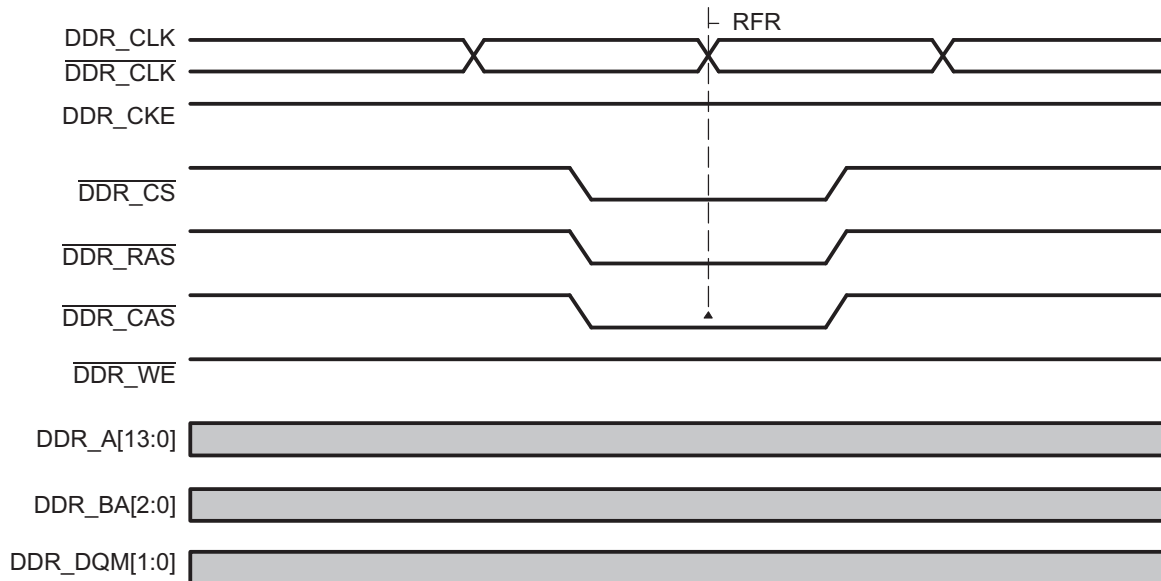 RFR
DDR_CLK
DDR_CLK
DDR_CKE
DDR_CS
DDR_RAS
DDR_CAS
DDR_WE
DDR_A[13:0]
DDR_BA[2:0]
DDR_DQM[1:0]